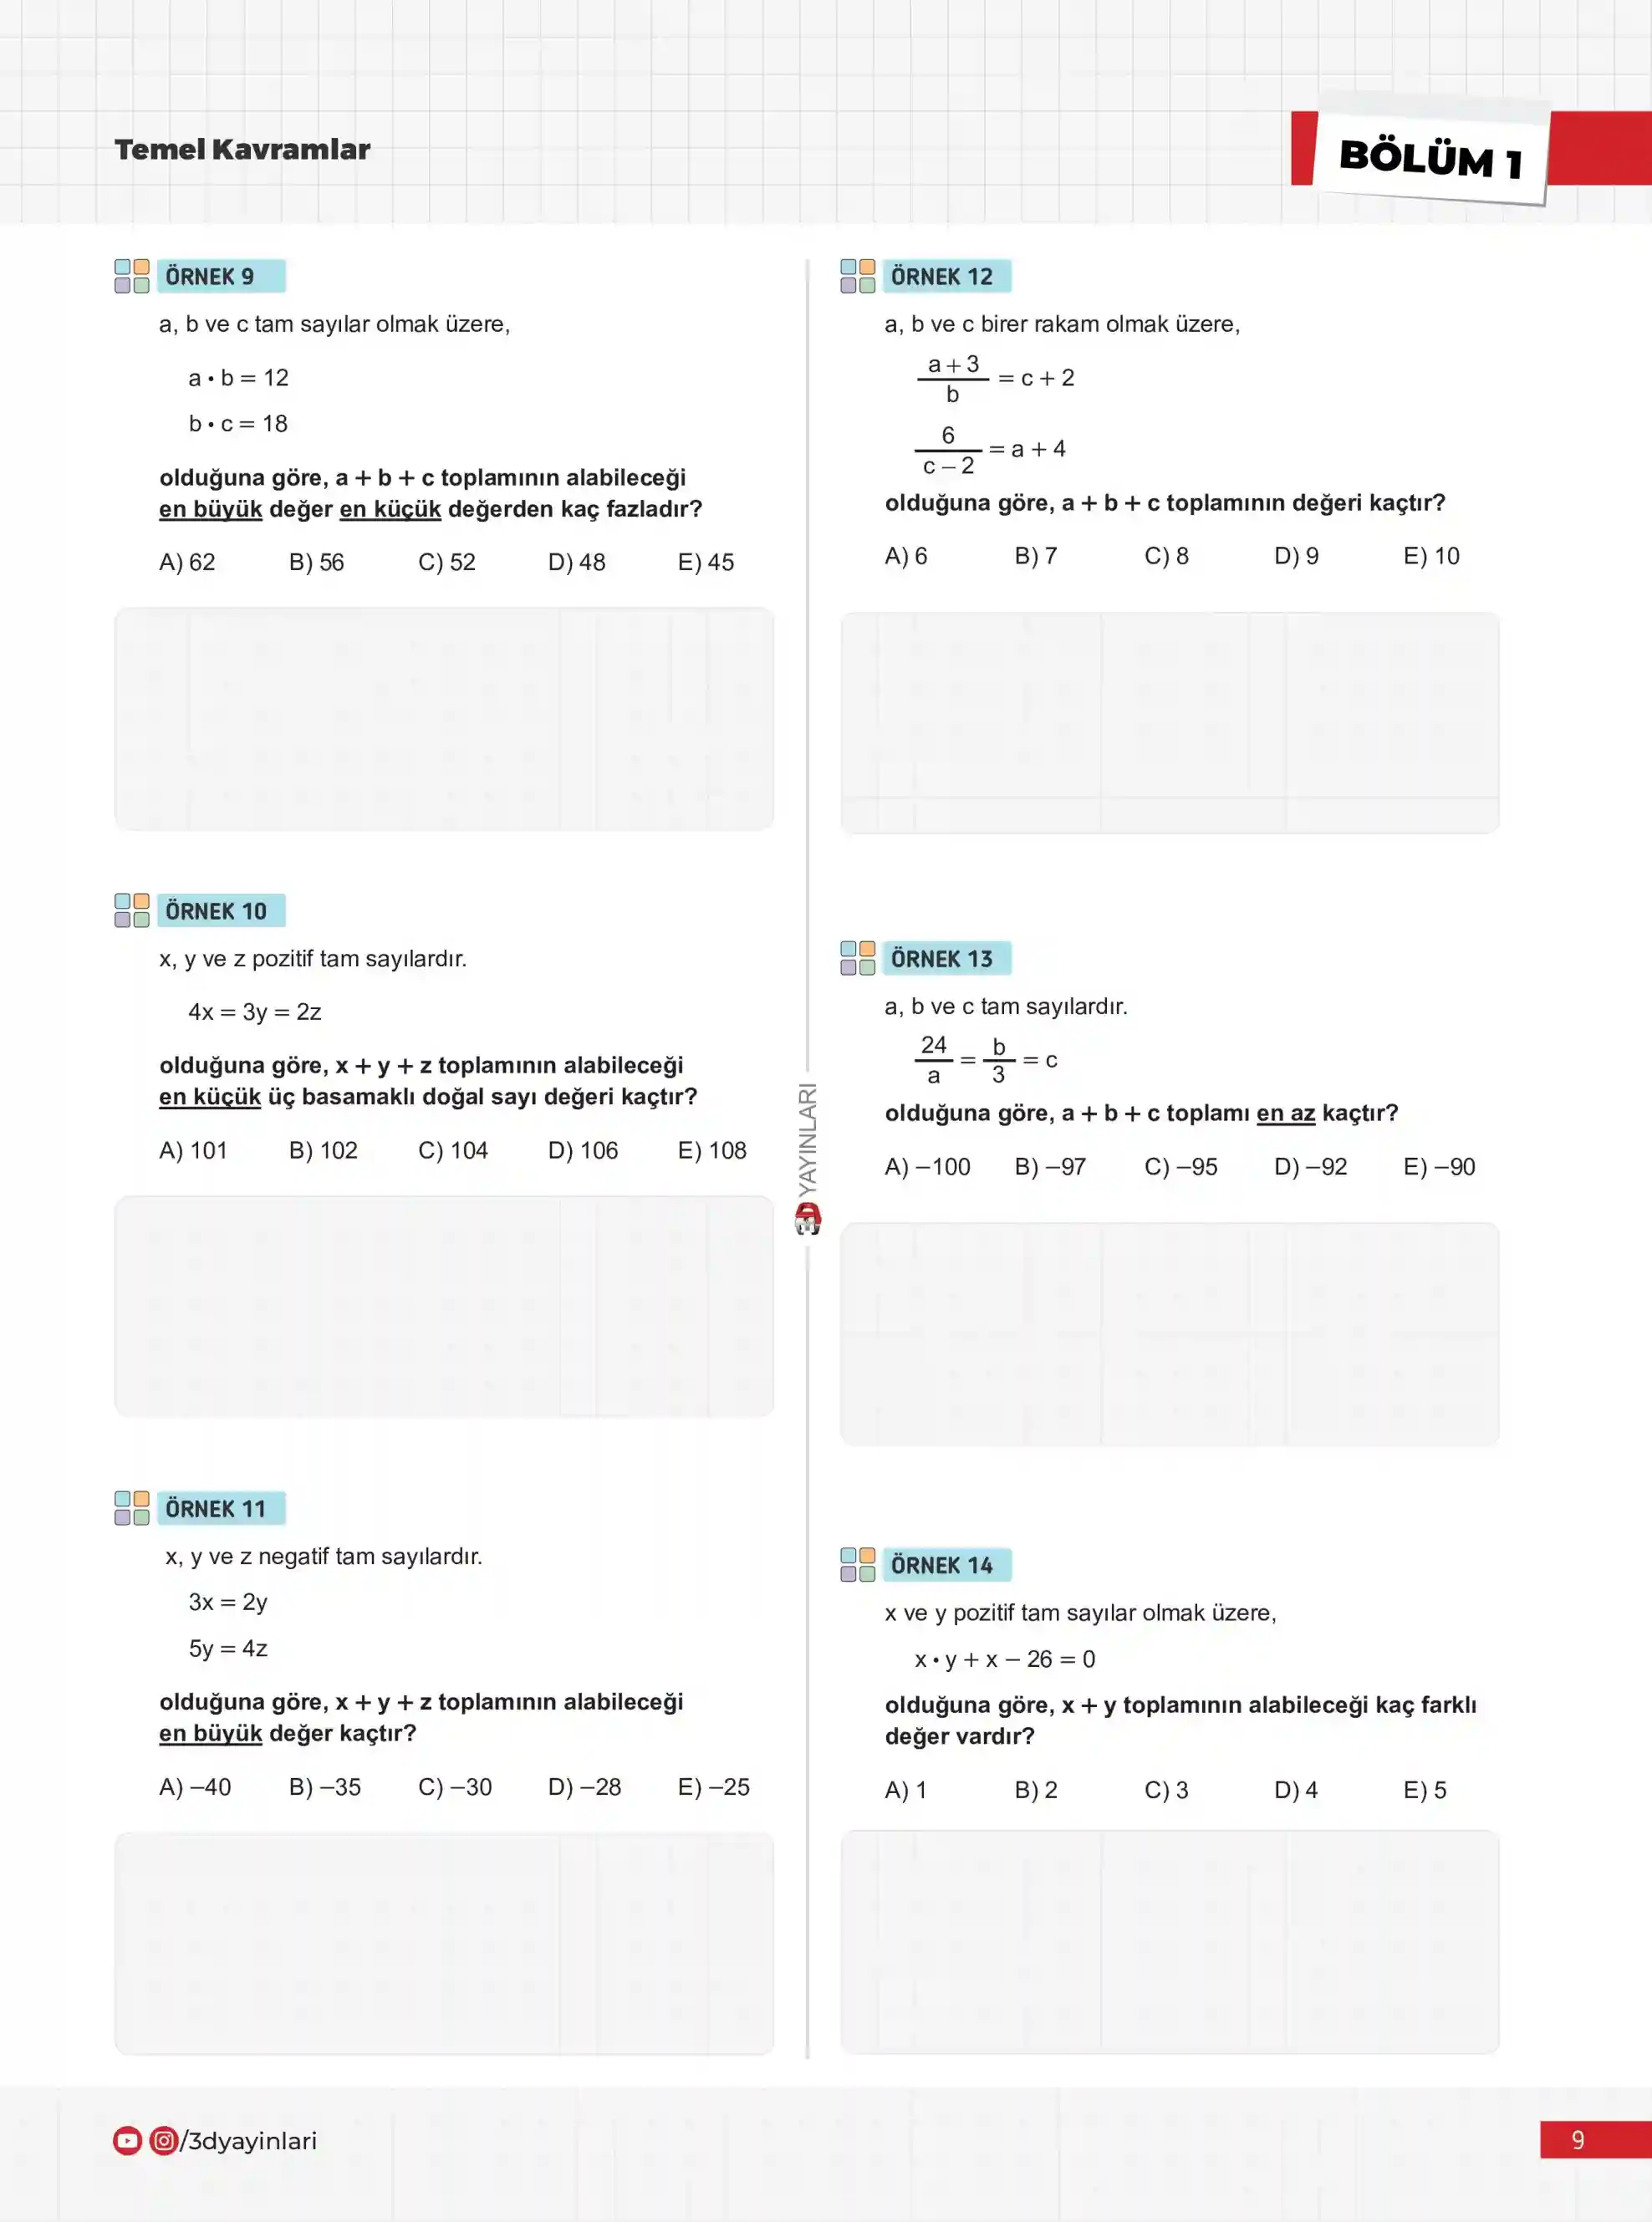 Temel Kavramlar
BÖLÜM 1
ÖRNEK 9
a, b ve c tam sayılar olmak üzere,
a • b = 12
b • c = 18
olduğuna göre, a + b + c toplamının alabileceği
en büyük değer en küçük değerden kaç fazladır?
A) 62 B) 56 C) 52 D) 48 E) 45
ÖRNEK 10
x, y ve z pozitif tam sayılardır.
4x = 3y = 2z
olduğuna göre, x + y + z toplamının alabileceği
en küçük üç basamaklı doğal sayı değeri kaçtır?
A) 101 B) 102 C) 104 D) 106 E) 108
ÖRNEK 11
x, y ve z negatif tam sayılardır.
3x = 2y
5y = 4z
olduğuna göre, x + y + z toplamının alabileceği
en büyük değer kaçtır?
A) –40 B) –35 C) –30 D) –28 E) –25
YAYINLARI
ÖRNEK 12
a, b ve c birer rakam olmak üzere,
a + 3
b
= c + 2
6
c – 2
= a + 4
olduğuna göre, a + b + c toplamının değeri kaçtır?
A) 6 B) 7 C) 8 D) 9 E) 10
ÖRNEK 13
a, b ve c tam sayılardır.
24/a = b/3 = c
olduğuna göre, a + b + c toplamı en az kaçtır?
A) –100 B) –97 C) –95 D) –92 E) –90
ÖRNEK 14
x ve y pozitif tam sayılar olmak üzere,
x • y + x – 26 = 0
olduğuna göre, x + y toplamının alabileceği kaç farklı
değer vardır?
A) 1 B) 2 C) 3 D) 4 E) 5
/3dyayinlari
9